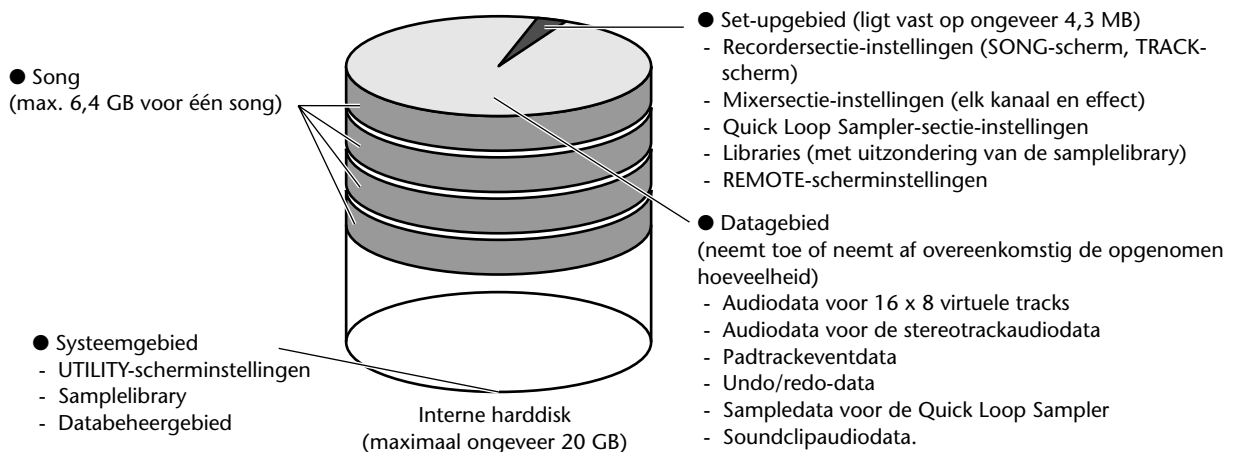 ● Song
(max. 6,4 GB voor één song)
● Set-upgebied (ligt vast op ongeveer 4,3 MB)
- Recordersectie-instellingen (SONG-scherm, TRACK-
scherm)
- Mixersectie-instellingen (elk kanaal en effect)
- Quick Loop Sampler-sectie-instellingen
- Libraries (met uitzondering van de samplelibrary)
- REMOTE-scherminstellingen
● Datagebied
(neemt toe of neemt af overeenkomstig de opgenomen
hoeveelheid)
- Audiodata voor 16 x 8 virtuele tracks
- Audiodata voor de stereotrackaudiodata
- Padtrackeventdata
- Undo/redo-data
- Sampledata voor de Quick Loop Sampler
- Soundclipaudiodata.
● Systeemgebied
- UTILITY-scherminstellingen
- Samplelibrary
- Databeheergebied
Interne harddisk
(maximaal ongeveer 20 GB)